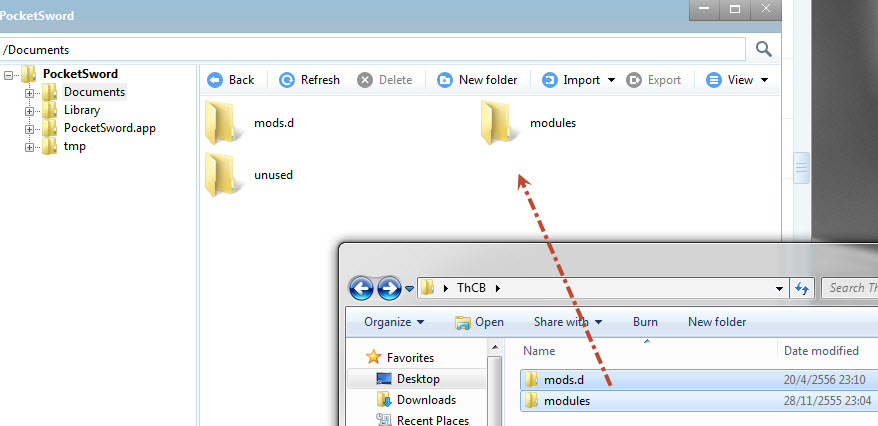 PocketSword
/Documents
PocketSword
Documents
Library
PocketSword.app
tmp
Back Refresh Delete New folder Import Export View
mods.d modules
unused
ThCB
Search Th
Organize Open Share with Burn New folder
Favorites
Desktop
Downloads
Recent Places
Name Date modified
mods.d 20/4/2556 23:10
modules 28/11/2555 23:04